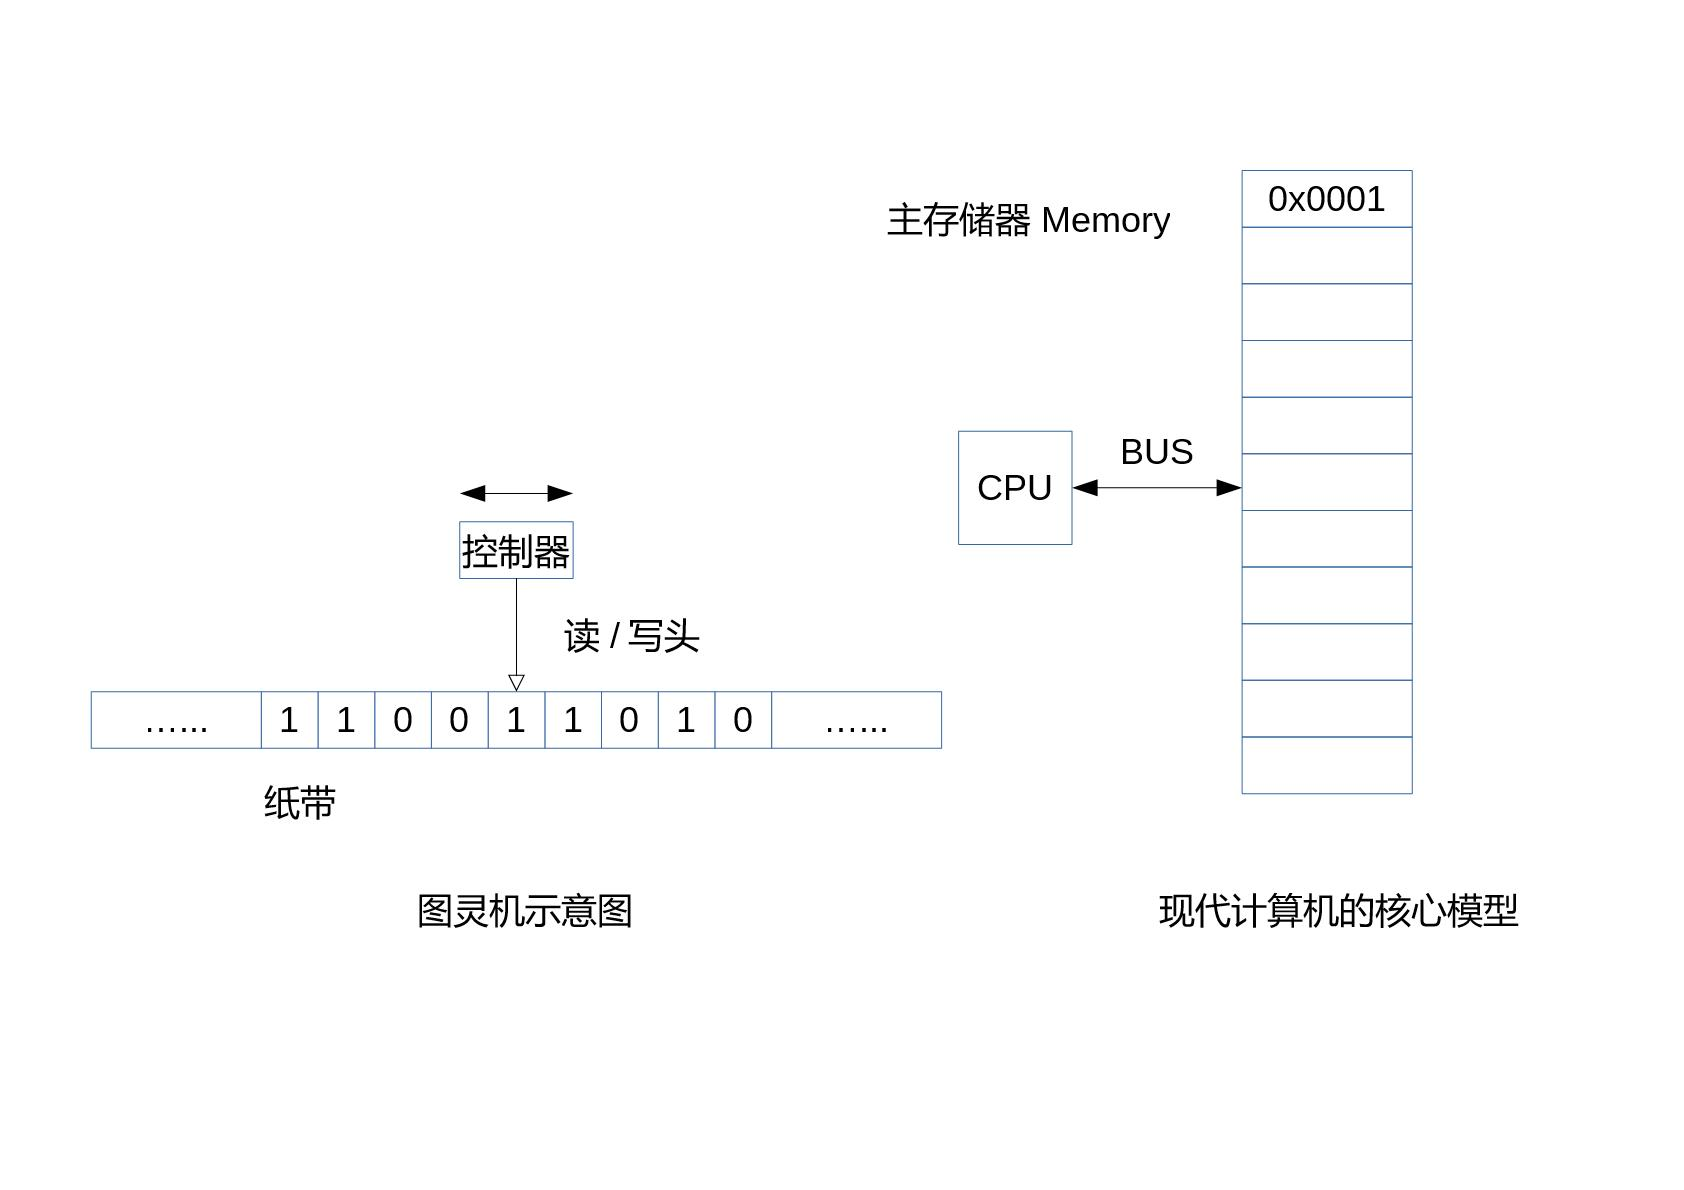 0x0001
主存储器 Memory
BUS
CPU
控制器
读 / 写头
…... 1 1 0 0 1 1 0 1 0 …...
纸带
图灵机示意图
现代计算机的核心模型